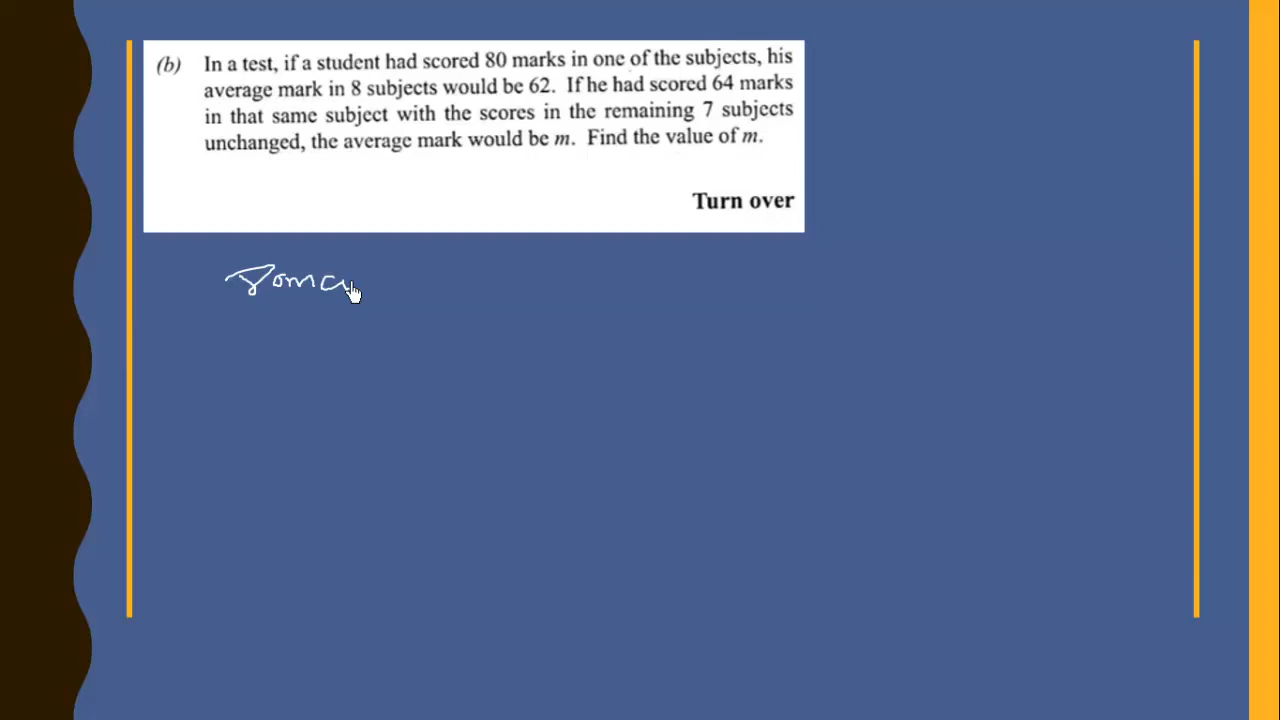 (b) In a test, if a student had scored 80 marks in one of the subjects, his
average mark in 8 subjects would be 62. If he had scored 64 marks
in that same subject with the scores in the remaining 7 subjects
unchanged, the average mark would be m. Find the value of m.
Turn over